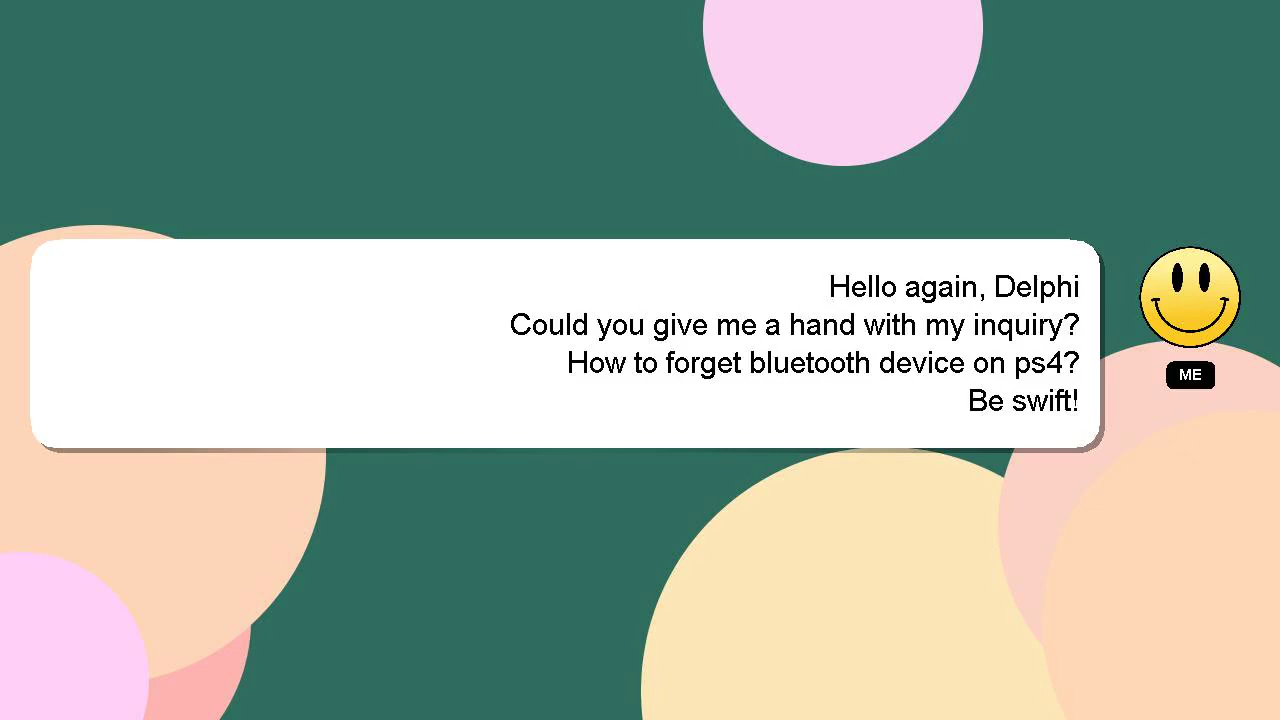 Hello again, Delphi
Could you give me a hand with my inquiry?
How to forget bluetooth device on ps4?
Be swift!
ME